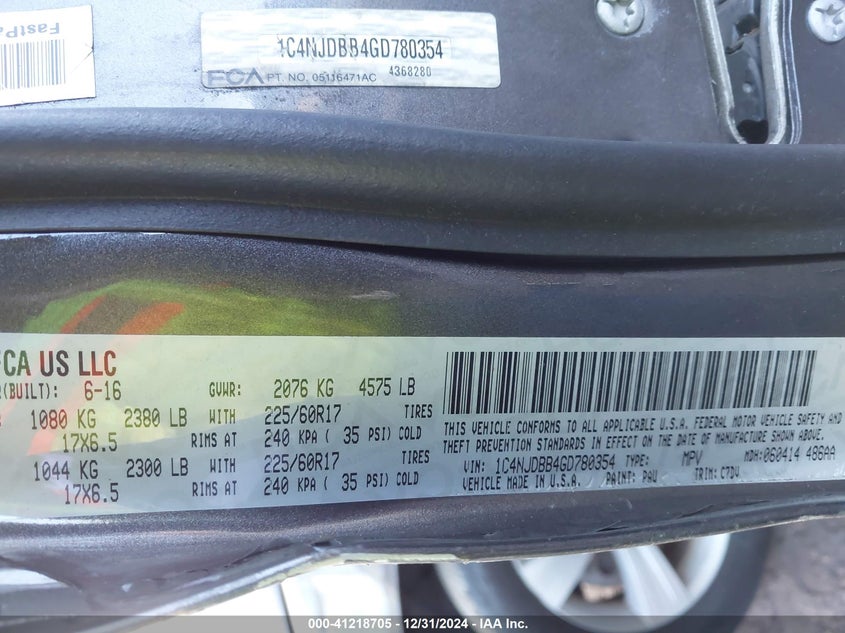 FastPa
1C4NJDBB4GD780354
FCA PT. NO. 05116471AC 4368280
FCA US LLC
R(BUILT): 6-16 GVWR: 2076 KG 4575 LB
: 1080 KG 2380 LB WITH 225/60R17 TIRES
17X6.5 RIMS AT 240 KPA ( 35 PSI) COLD
1044 KG 2300 LB WITH 225/60R17 TIRES
17X6.5 RIMS AT 240 KPA ( 35 PSI) COLD
THIS VEHICLE CONFORMS TO ALL APPLICABLE U.S.A. FEDERAL MOTOR VEHICLE SAFETY AND
THEFT PREVENTION STANDARDS IN EFFECT ON THE DATE OF MANUFACTURE SHOWN ABOVE.
VIN: 1C4NJDBB4GD780354 TYPE: MPV MDH: 060414 486AA
VEHICLE MADE IN U.S.A. PAINT: PAU TRIM: C7DV
000-41218705 - 12/31/2024 - IAA Inc.